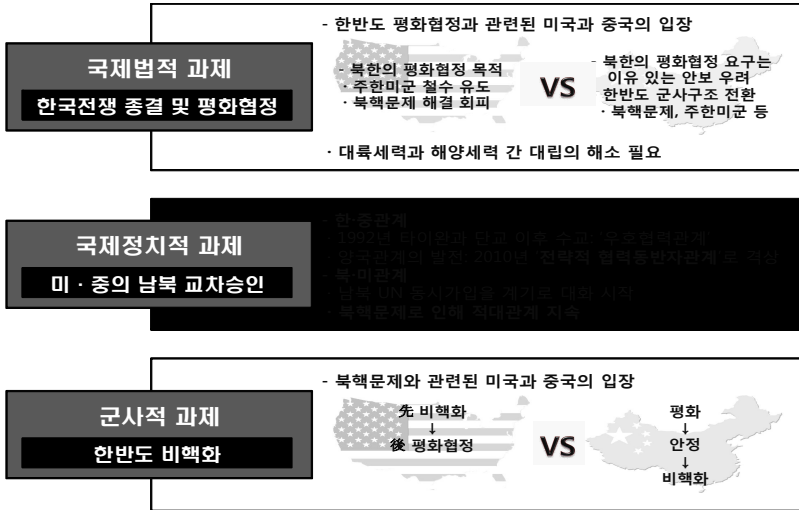 - 한반도 평화협정과 관련된 미국과 중국의 입장
국제법적 과제
한국전쟁 종결 및 평화협정
- 북한의 평화협정 목적
· 주한미군 철수 유도
· 북핵문제 해결 회피
VS
- 북한의 평화협정 요구는
이유 있는 안보 우려
한반도 군사구조 전환
· 북핵문제, 주한미군 등
· 대륙세력과 해양세력 간 대립의 해소 필요
국제정치적 과제
미 · 중의 남북 교차승인
- 한·중관계
· 1992년 타이완과 단교 이후 수교: '우호협력관계'
· 양국관계의 발전: 2010년 '전략적 협력동반자관계'로 격상
- 북·미관계
· 남북 UN 동시가입을 계기로 대화 시작
· 북핵문제로 인해 적대관계 지속
- 북핵문제와 관련된 미국과 중국의 입장
군사적 과제
한반도 비핵화
先 비핵화
↓
後 평화협정
VS
평화
↓
안정
↓
비핵화